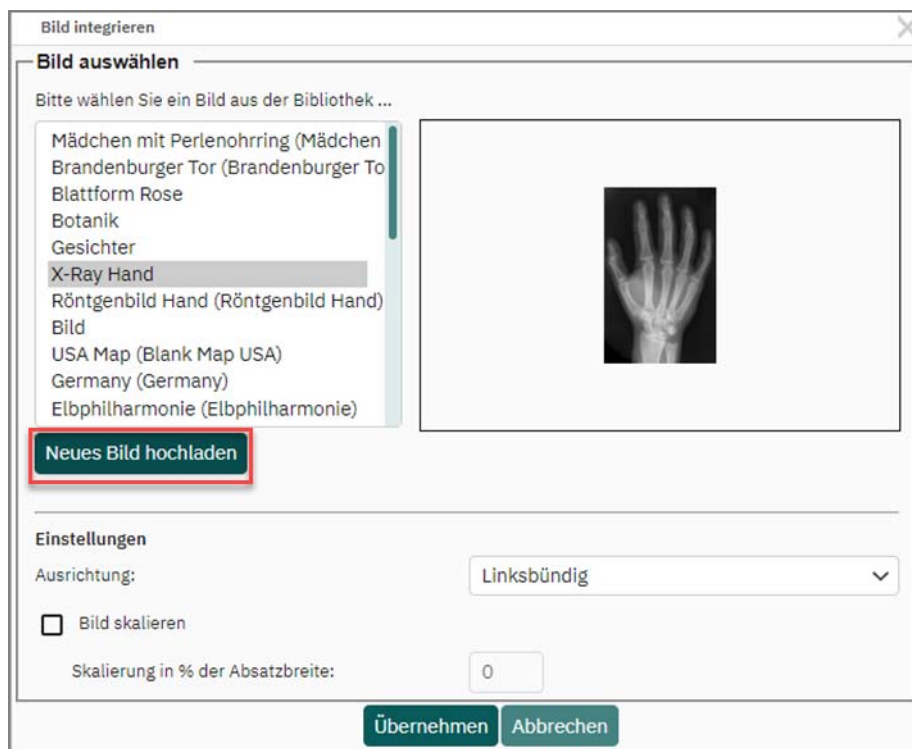 Bild integrieren
Bild auswählen
Bitte wählen Sie ein Bild aus der Bibliothek ...
Mädchen mit Perlenohrring (Mädchen
Brandenburger Tor (Brandenburger To
Blattform Rose
Botanik
Gesichter
X-Ray Hand
Röntgenbild Hand (Röntgenbild Hand)
Bild
USA Map (Blank Map USA)
Germany (Germany)
Elbphilharmonie (Elbphilharmonie)
Neues Bild hochladen
Einstellungen
Ausrichtung:
Linksbündig
Bild skalieren
Skalierung in % der Absatzbreite:
0
Übernehmen
Abbrechen